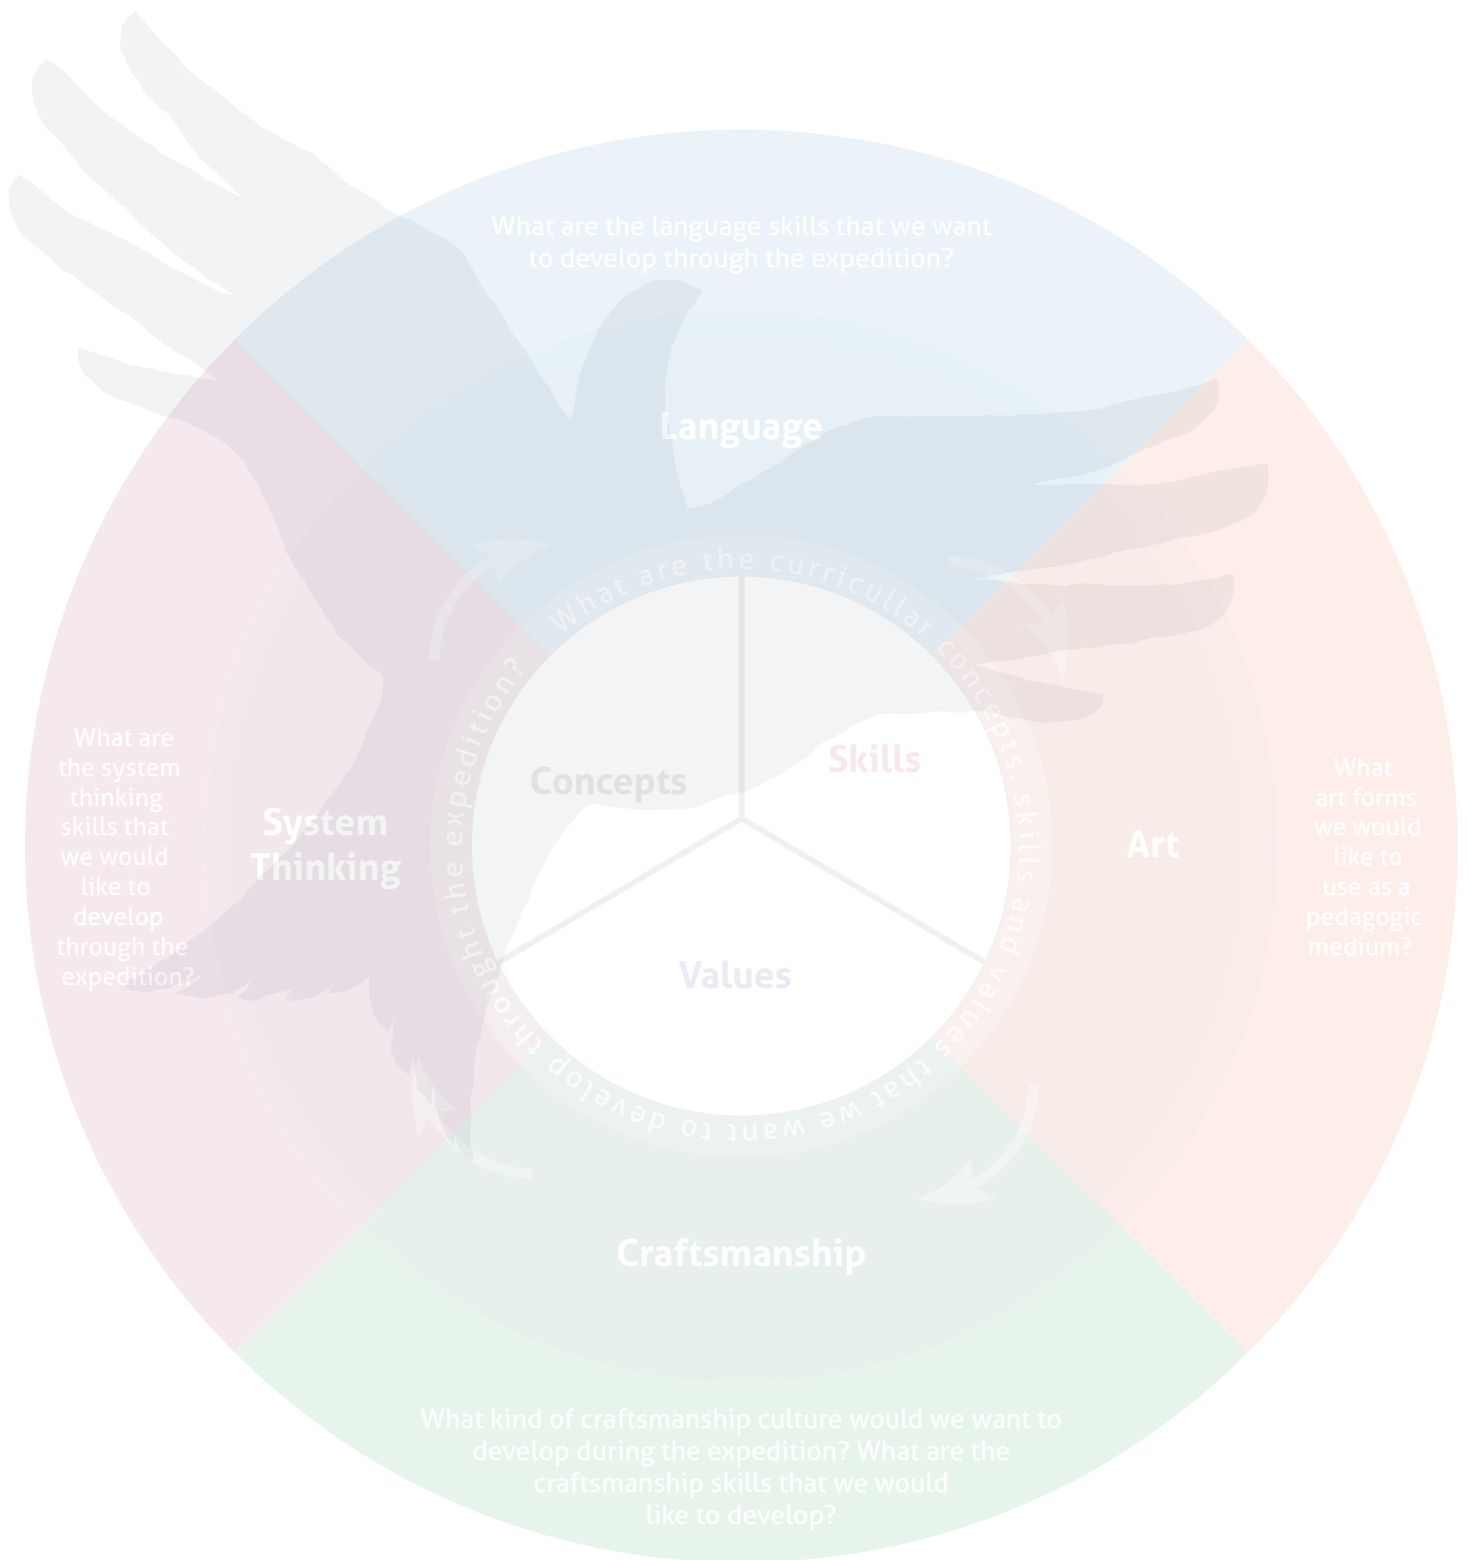 What are the language skills that we want
to develop through the expedition?
Language
What are the curricullar concepts. skills and values that we want to develop throught the expedition?
Concepts
Skills
Values
System
Thinking
What are
the system
thinking
skills that
we would
like to
develop
through the
expedition?
Art
What
art forms
we would
like to
use as a
pedagogic
medium?
Craftsmanship
What kind of craftsmanship culture would we want to
develop during the expedition? What are the
craftsmanship skills that we would
like to develop?